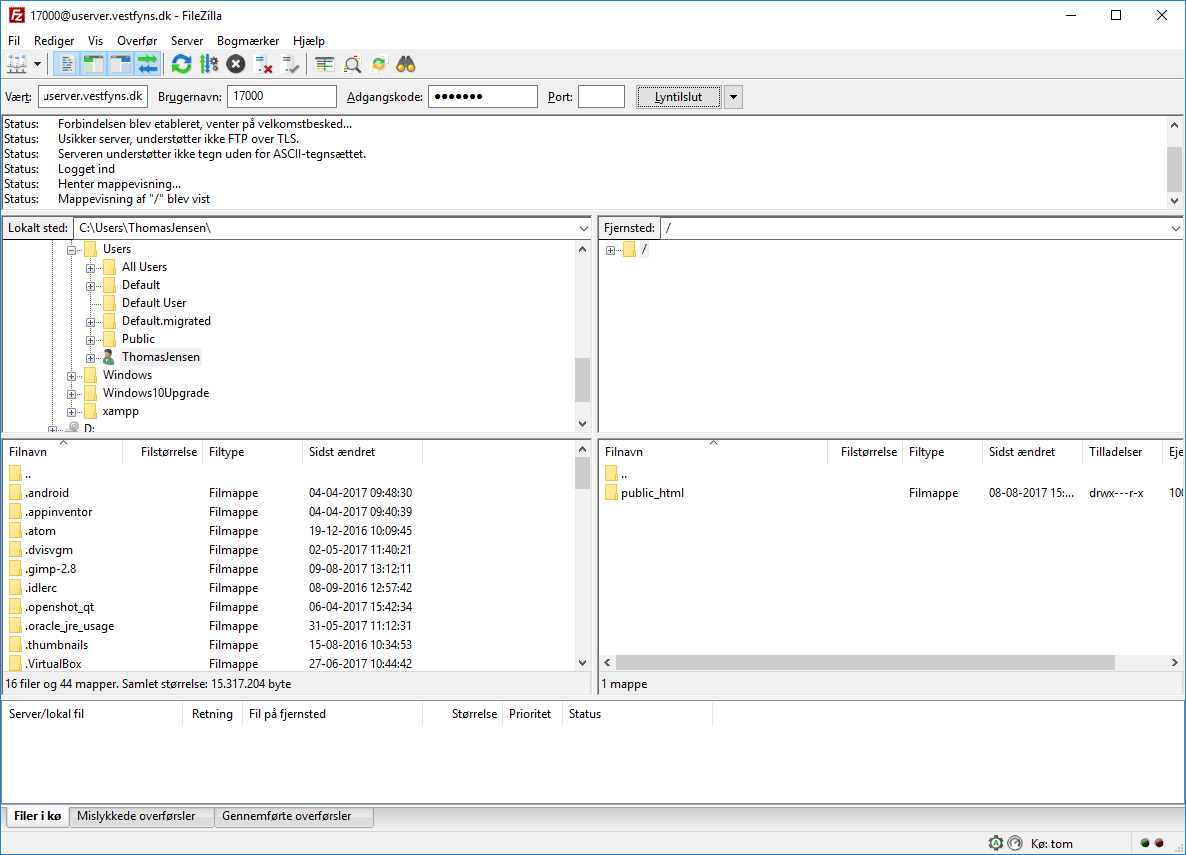 17000@userver.vestfyns.dk - FileZilla
Fil Rediger Vis Overfør Server Bogmærker Hjælp
Vært: userver.vestfyns.dk Brugernavn: 17000 Adgangskode: ●●●●●●● Port: Lyntilslut
Status: Forbindelsen blev etableret, venter på velkomstbesked...
Status: Usikker server, understøtter ikke FTP over TLS.
Status: Serveren understøtter ikke tegn uden for ASCII-tegnsættet.
Status: Logget ind
Status: Henter mappevisning...
Status: Mappevisning af "/" blev vist
Lokalt sted: C:\Users\ThomasJensen\
Users
All Users
Default
Default User
Default.migrated
Public
ThomasJensen
Windows
Windows10Upgrade
xampp
D:
Fjernsted: /
/
Filnavn Filstørrelse Filtype Sidst ændret
..
.android Filmappe 04-04-2017 09:48:30
.appinventor Filmappe 04-04-2017 09:40:39
.atom Filmappe 19-12-2016 10:09:45
.dvisvgm Filmappe 02-05-2017 11:40:21
.gimp-2.8 Filmappe 09-08-2017 13:12:11
.idlerc Filmappe 08-09-2016 12:57:42
.openshot_qt Filmappe 06-04-2017 15:42:34
.oracle_jre_usage Filmappe 31-05-2017 11:12:31
.thumbnails Filmappe 15-08-2016 10:34:53
.VirtualBox Filmappe 27-06-2017 10:44:42
16 filer og 44 mapper. Samlet størrelse: 15.317.204 byte
Filnavn Filstørrelse Filtype Sidst ændret Tilladelser Eje
..
public_html Filmappe 08-08-2017 15:... drwx---r-x 100
1 mappe
Server/lokal fil Retning Fil på fjernsted Størrelse Prioritet Status
Filer i kø Mislykkede overførsler Gennemførte overførsler
Kø: tom